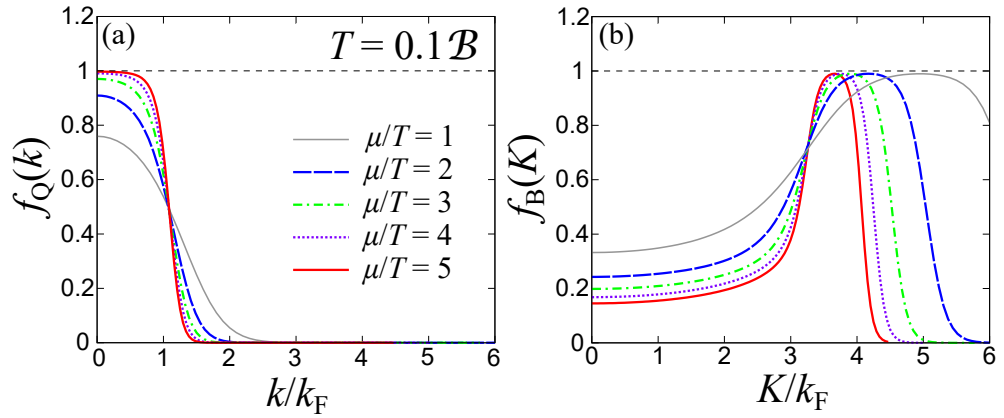 (a)
T = 0.1ℬ
1.2
1
0.8
0.6
0.4
0.2
0
f_Q(k)
μ/T = 1
μ/T = 2
μ/T = 3
μ/T = 4
μ/T = 5
0 1 2 3 4 5 6
k/k_F
(b)
1.2
1
0.8
0.6
0.4
0.2
0
f_B(K)
0 1 2 3 4 5 6
K/k_F